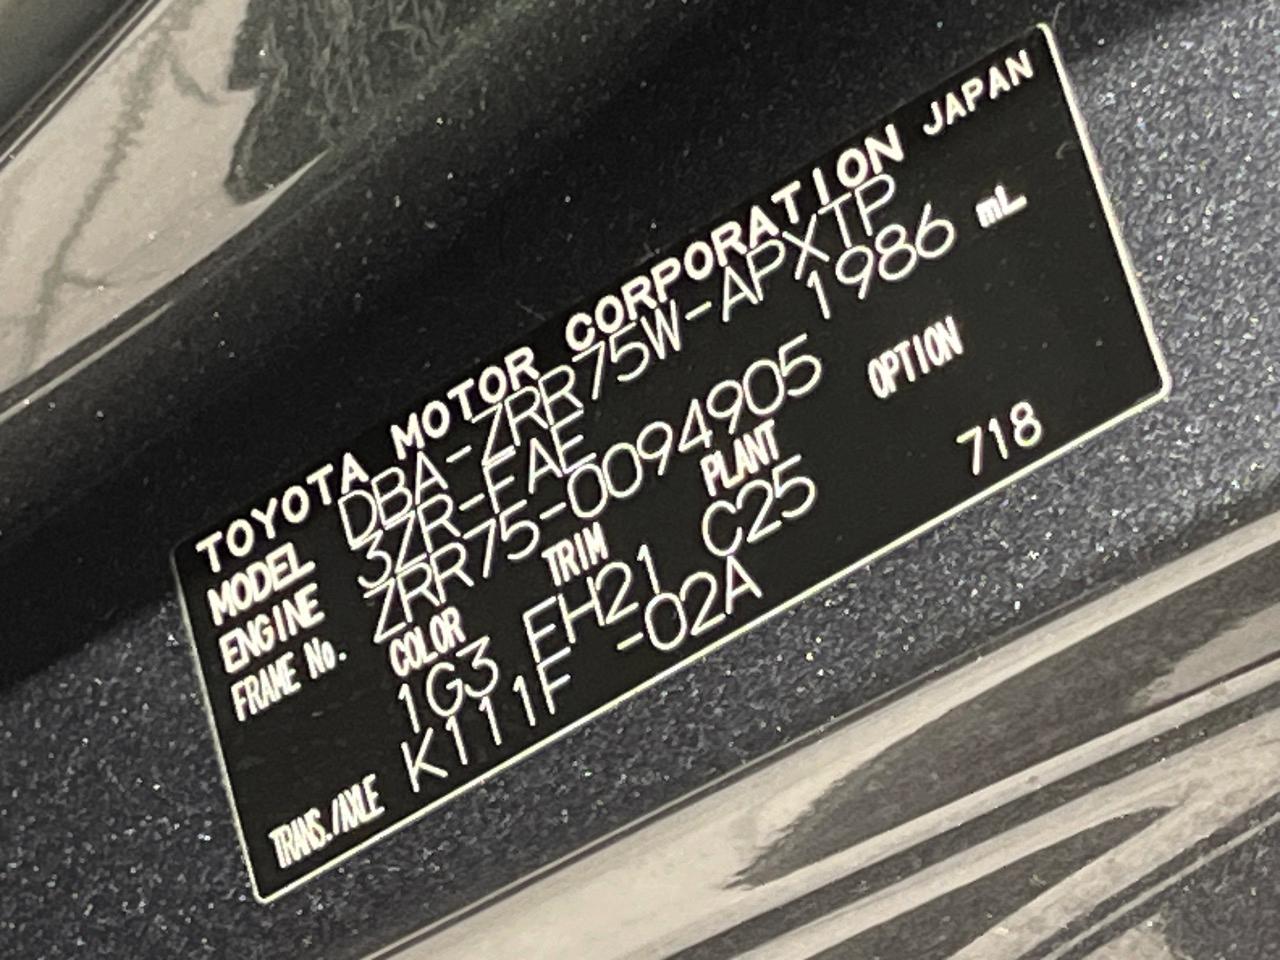 TOYOTA MOTOR CORPORATION JAPAN
MODEL DBA-ZRR75W-APXTP
ENGINE 3ZR-FAE 1986 mL
FRAME No. ZRR75-0094905
COLOR TRIM PLANT OPTION
1G3 EH21 C25 718
TRANS./AXLE K111F -02A